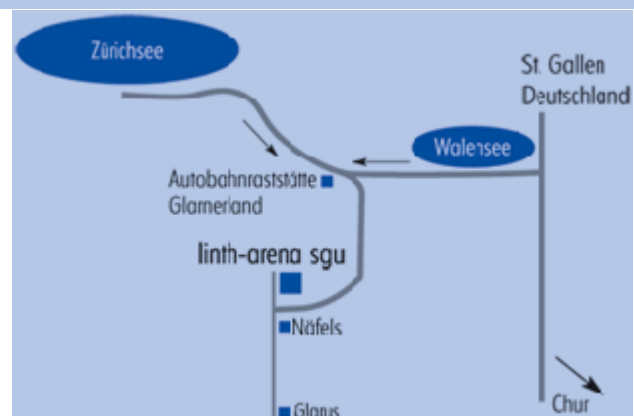 Zürichsee
St. Gallen
Deutschland
Walensee
Autobahnraststätte
Glarnerland
linth-arena sgu
Näfels
Glarus
Chur